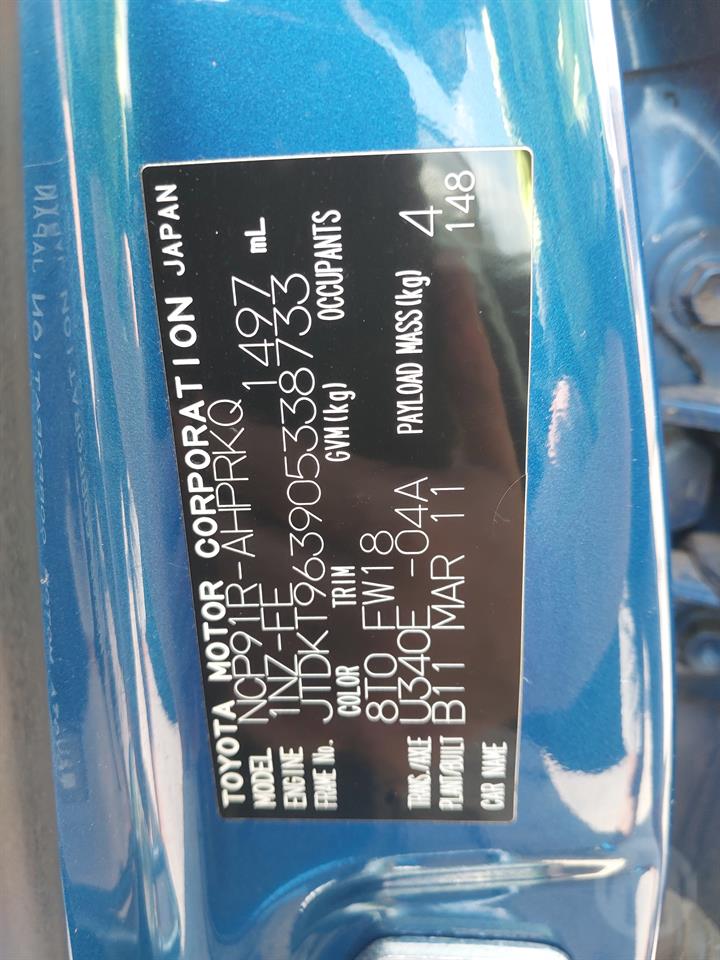 TOYOTA MOTOR CORPORATION JAPAN
MODEL NCP91R-AHPRKQ
ENGINE 1NZ-FE 1497 mL
FRAME No. JTDKT963905338733
COLOR TRIM GVM(kg) OCCUPANTS
8T0 FW18 4
TRANS/AXLE U340E -04A PAYLOAD MASS(kg)
PLANT/BUILT B11 MAR 11 148
CAR NAME